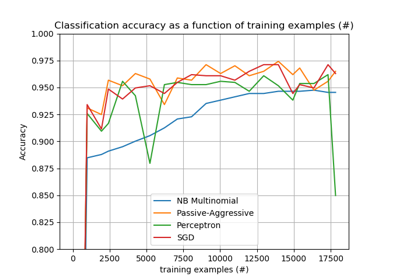 Classification accuracy as a function of training examples (#)
1.000
0.975
0.950
0.925
0.900
0.875
0.850
0.825
0.800
Accuracy
NB Multinomial
Passive-Aggressive
Perceptron
SGD
0 2500 5000 7500 10000 12500 15000 17500
training examples (#)